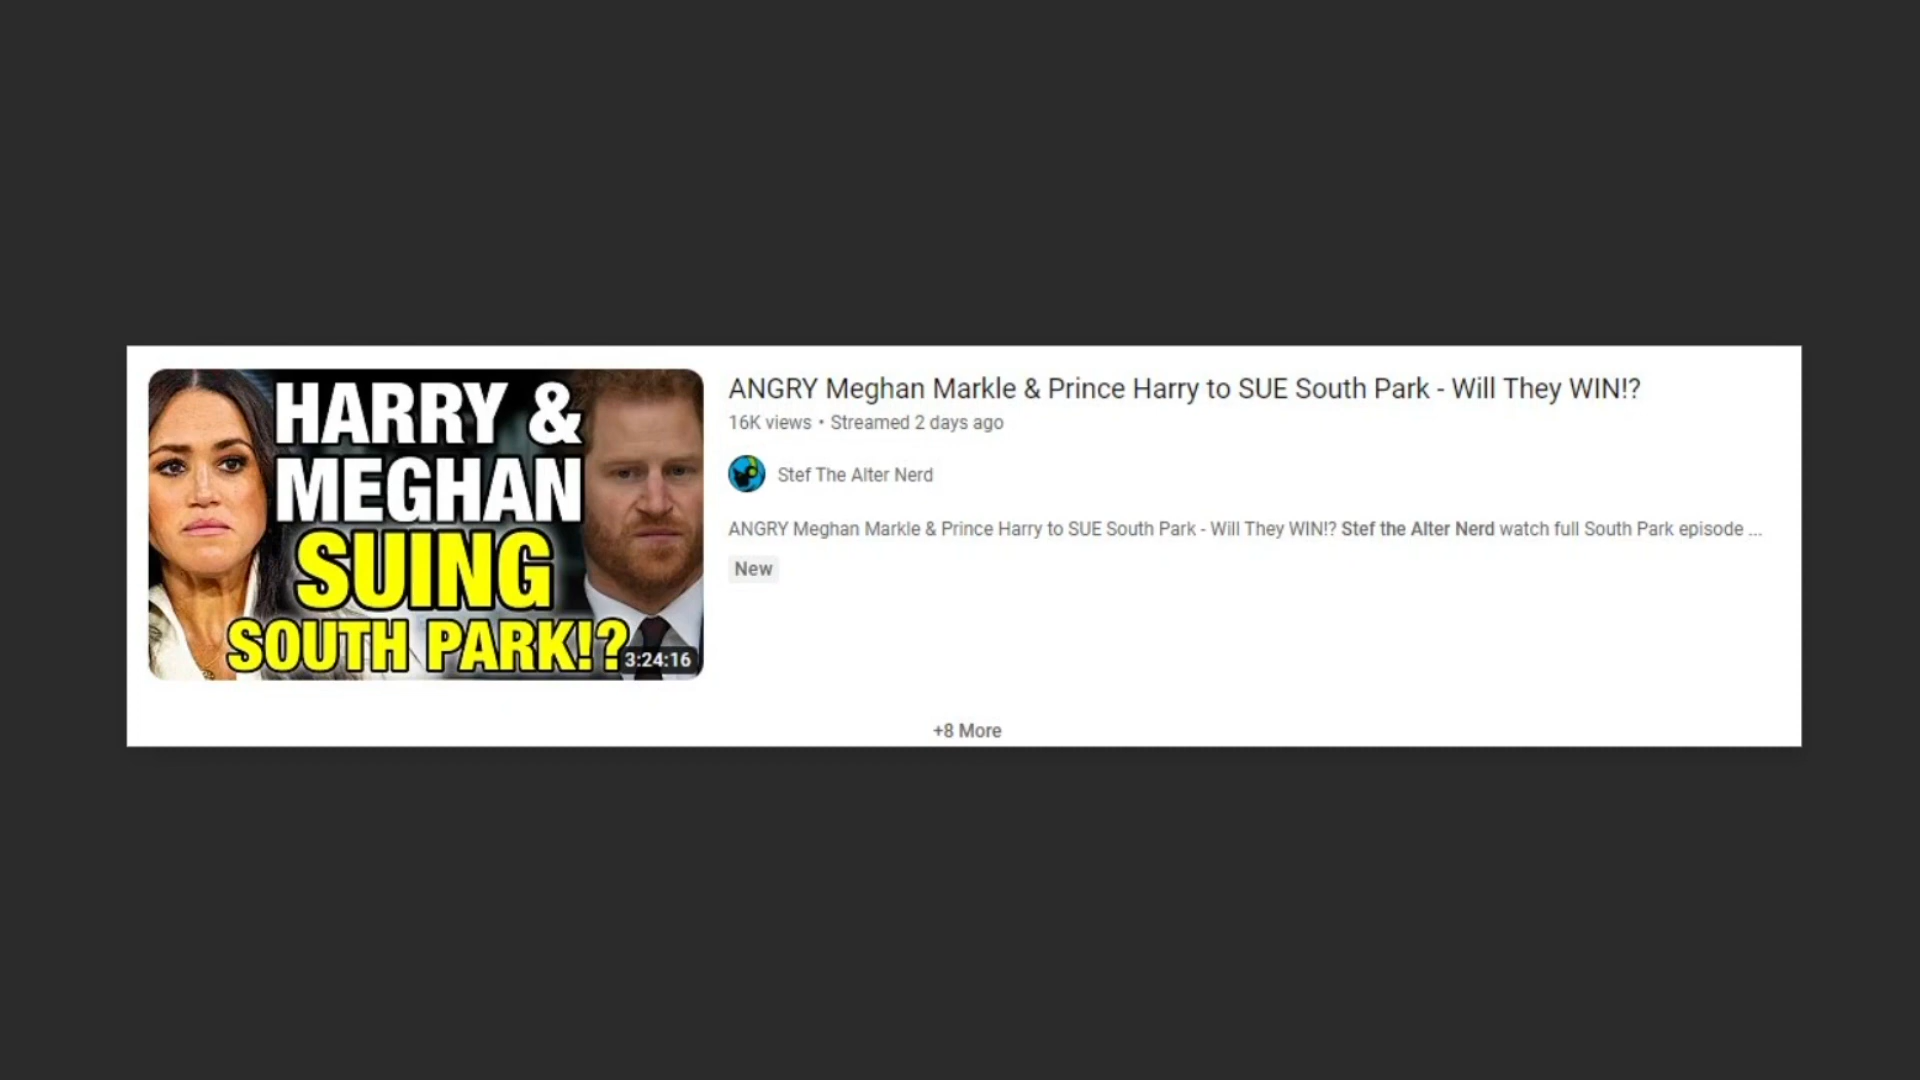 HARRY &
MEGHAN
SUING
SOUTH PARK!?
3:24:16
ANGRY Meghan Markle & Prince Harry to SUE South Park - Will They WIN!?
16K views • Streamed 2 days ago
Stef The Alter Nerd
ANGRY Meghan Markle & Prince Harry to SUE South Park - Will They WIN!? Stef the Alter Nerd watch full South Park episode ...
New
+8 More